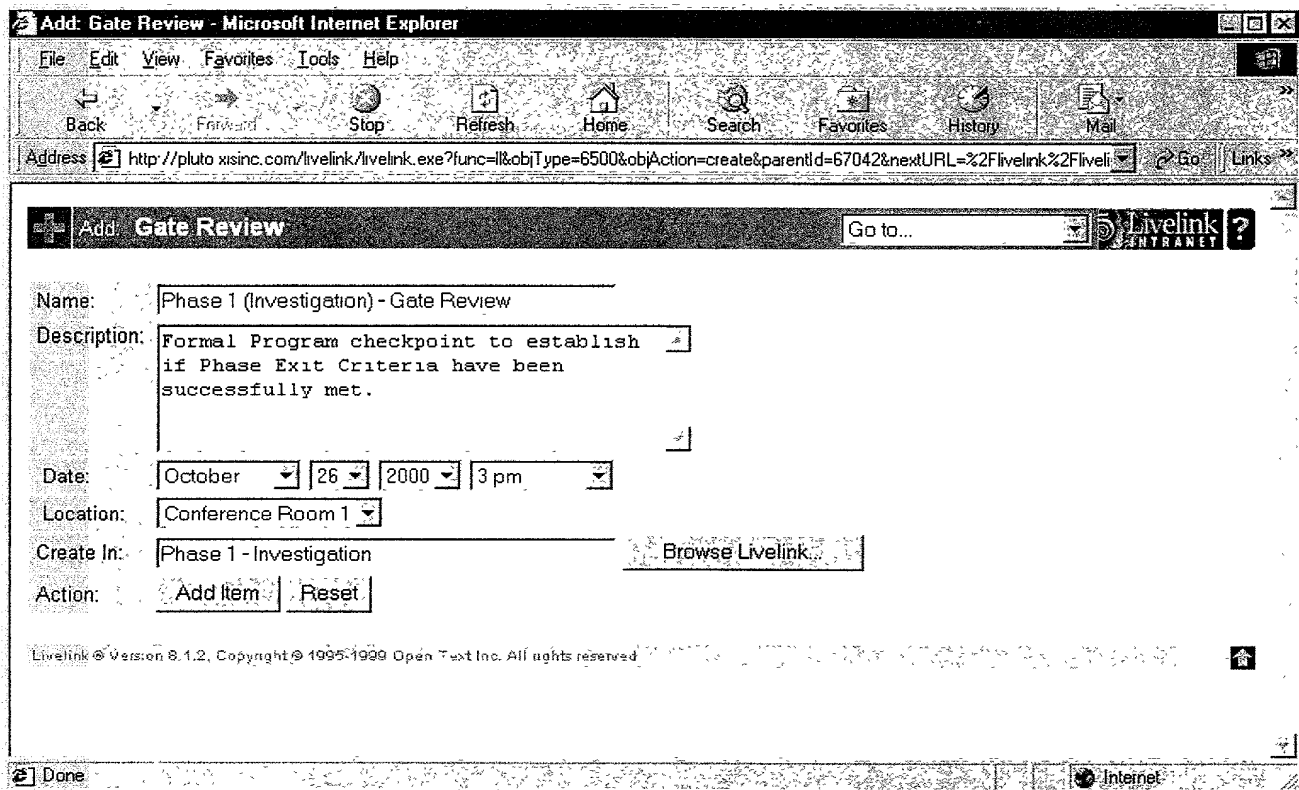 Add: Gate Review - Microsoft Internet Explorer
File Edit View Favorites Tools Help
Back Forward Stop Refresh Home Search Favorites History Mail »
Address http://pluto.xisinc.com/livelink/livelink.exe?func=ll&objType=6500&objAction=create&parentId=67042&nextURL=%2Flivelink%2Fliveli Go Links »
Add: Gate Review Go to... Livelink INTRANET ?
Name: Phase 1 (Investigation) - Gate Review
Description: Formal Program checkpoint to establish
if Phase Exit Criteria have been
successfully met.
Date: October 26 2000 3 pm
Location: Conference Room 1
Create In: Phase 1 - Investigation Browse Livelink...
Action: Add Item Reset
Livelink ® Version 8.1.2, Copyright © 1995-1999 Open Text Inc. All rights reserved
Done Internet